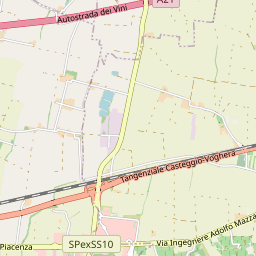 A21
Autostrada dei Vini
Tangenziale Casteggio-Voghera
SPexSS10
Piacenza
Via Ingegnere Adolfo Mazza